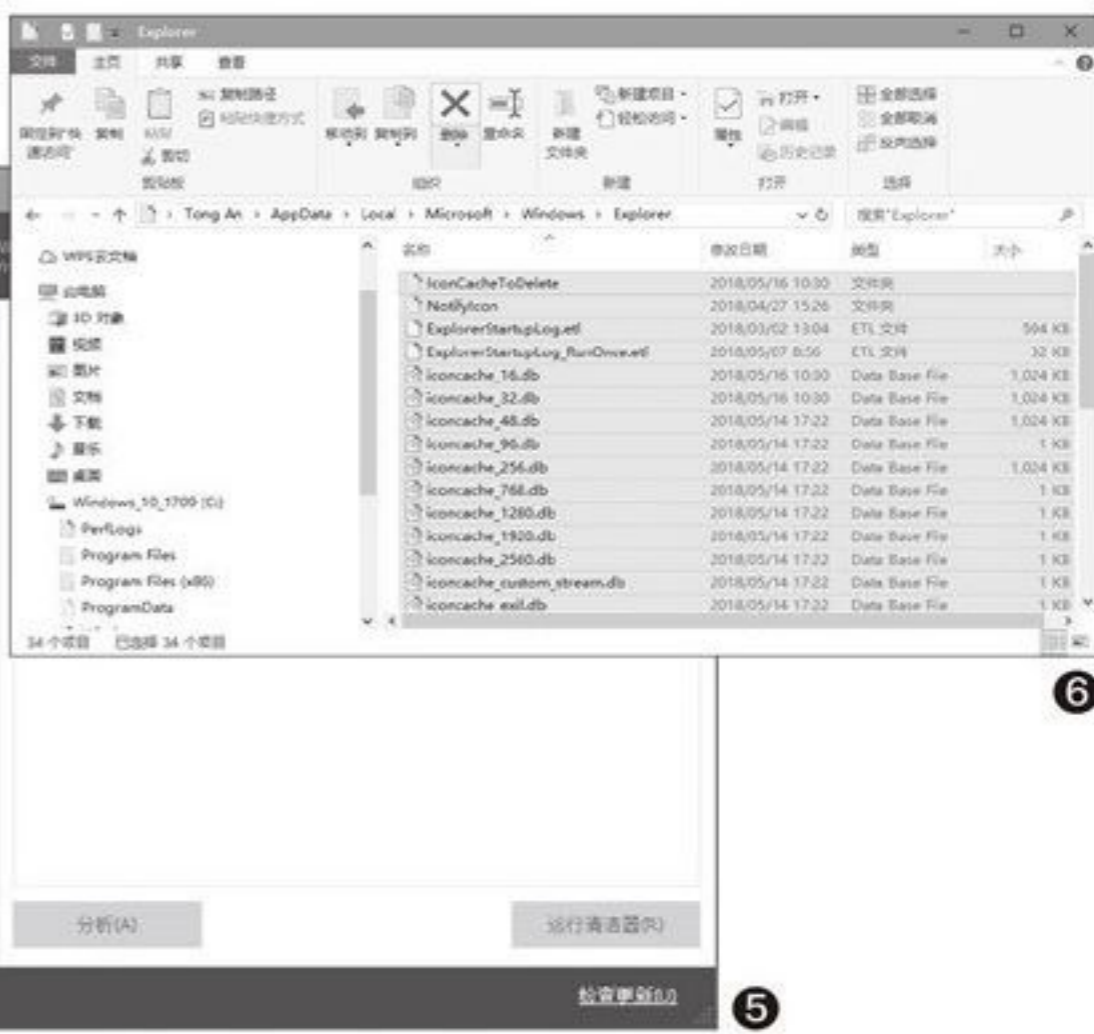 Explorer
文件 主页 共享 查看
固定到"快速访问" 复制 粘贴 复制路径 粘贴快捷方式 剪切
移动到 复制到 删除 重命名
新建文件夹 新建项目 轻松访问
属性 打开 编辑 历史记录
全部选择 全部取消 反向选择
剪贴板 组织 新建 打开 选择
Tong An › AppData › Local › Microsoft › Windows › Explorer
搜索"Explorer"
WPS云文档
此电脑
3D 对象
视频
图片
文档
下载
音乐
桌面
Windows_10_1709 (C:)
PerfLogs
Program Files
Program Files (x86)
ProgramData
名称 修改日期 类型 大小
IconCacheToDelete 2018/05/16 10:30 文件夹
NotifyIcon 2018/04/27 15:26 文件夹
ExplorerStartupLog.etl 2018/03/02 13:04 ETL 文件 594 KB
ExplorerStartupLog_RunOnce.etl 2018/05/07 8:56 ETL 文件 32 KB
iconcache_16.db 2018/05/16 10:30 Data Base File 1,024 KB
iconcache_32.db 2018/05/16 10:30 Data Base File 1,024 KB
iconcache_48.db 2018/05/14 17:22 Data Base File 1,024 KB
iconcache_96.db 2018/05/14 17:22 Data Base File 1 KB
iconcache_256.db 2018/05/14 17:22 Data Base File 1,024 KB
iconcache_768.db 2018/05/14 17:22 Data Base File 1 KB
iconcache_1280.db 2018/05/14 17:22 Data Base File 1 KB
iconcache_1920.db 2018/05/14 17:22 Data Base File 1 KB
iconcache_2560.db 2018/05/14 17:22 Data Base File 1 KB
iconcache_custom_stream.db 2018/05/14 17:22 Data Base File 1 KB
iconcache_exif.db 2018/05/14 17:22 Data Base File 1 KB
34 个项目 已选择 34 个项目
❻
分析(A) 运行清洁器(R)
检查更新(U)
❺